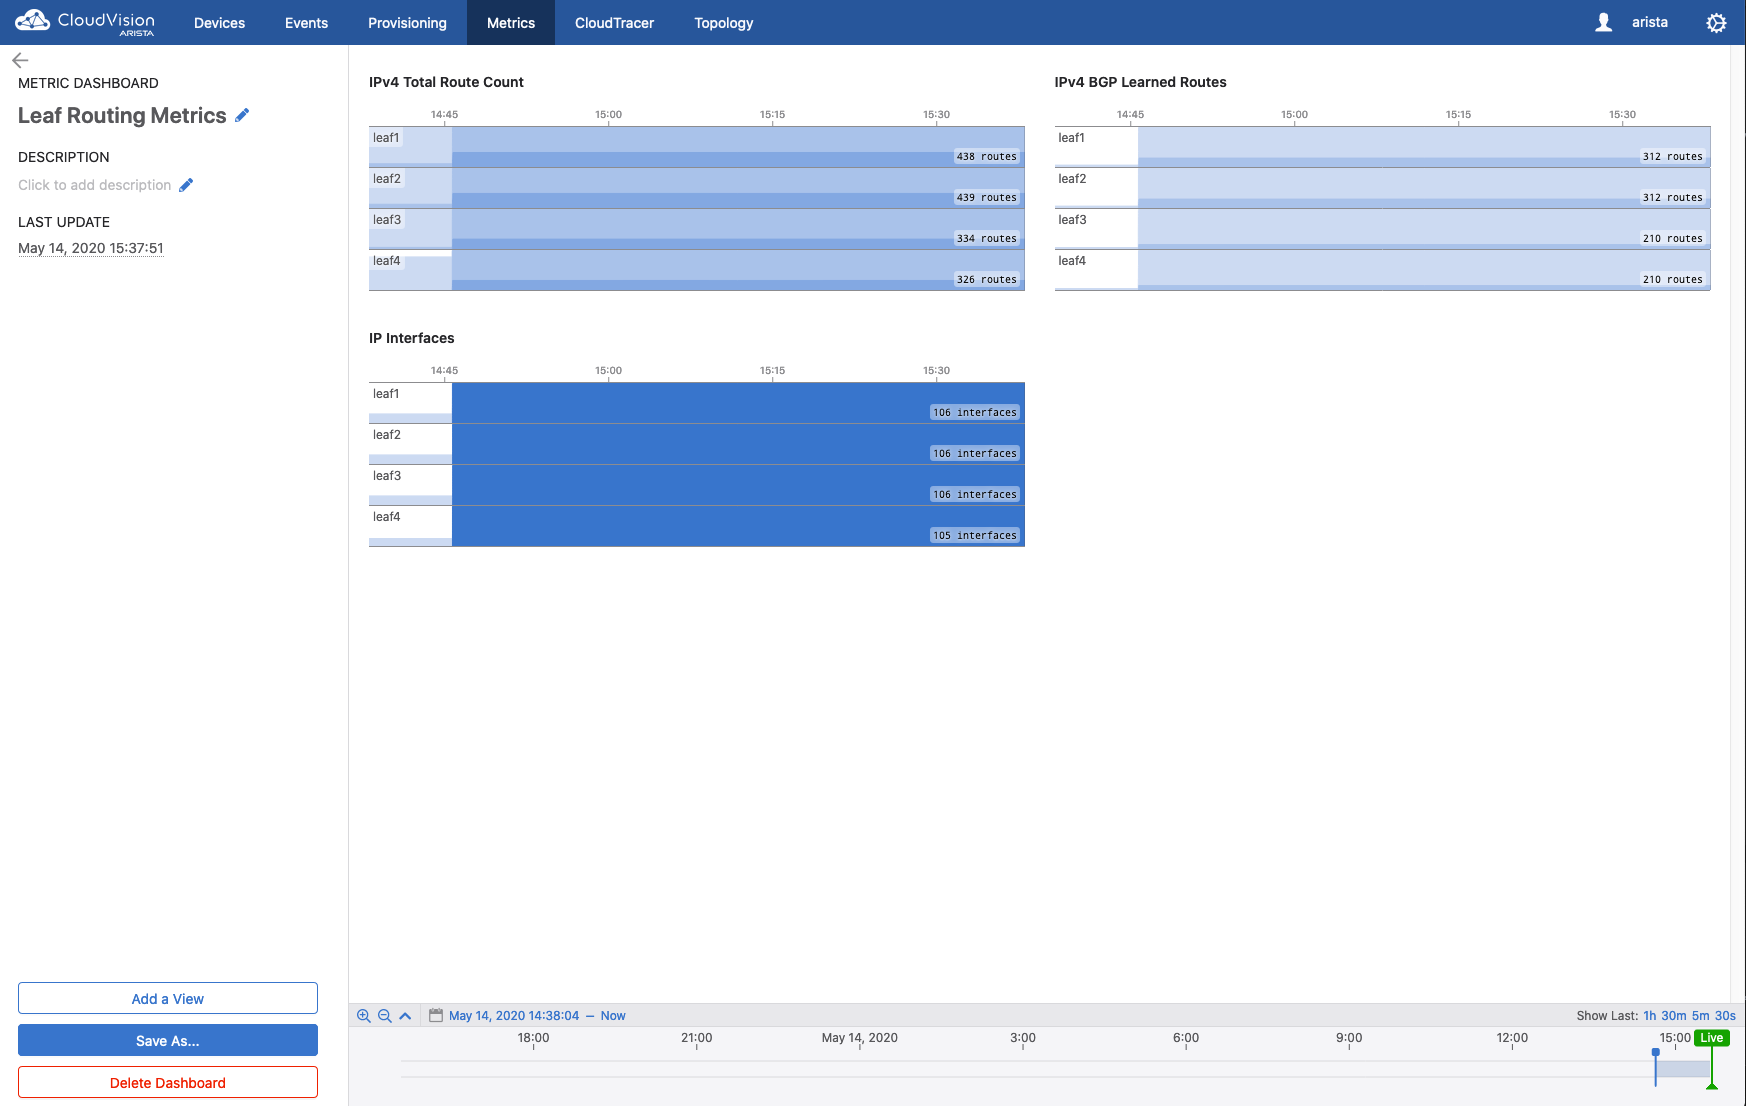 CloudVision
ARISTA
Devices Events Provisioning Metrics CloudTracer Topology arista
METRIC DASHBOARD
Leaf Routing Metrics
DESCRIPTION
Click to add description
LAST UPDATE
May 14, 2020 15:37:51
IPv4 Total Route Count
14:45 15:00 15:15 15:30
leaf1
438 routes
leaf2
439 routes
leaf3
334 routes
leaf4
326 routes
IPv4 BGP Learned Routes
14:45 15:00 15:15 15:30
leaf1
312 routes
leaf2
312 routes
leaf3
210 routes
leaf4
210 routes
IP Interfaces
14:45 15:00 15:15 15:30
leaf1
106 interfaces
leaf2
106 interfaces
leaf3
106 interfaces
leaf4
105 interfaces
Add a View
Save As...
Delete Dashboard
May 14, 2020 14:38:04 – Now
Show Last: 1h 30m 5m 30s
18:00 21:00 May 14, 2020 3:00 6:00 9:00 12:00 15:00 Live